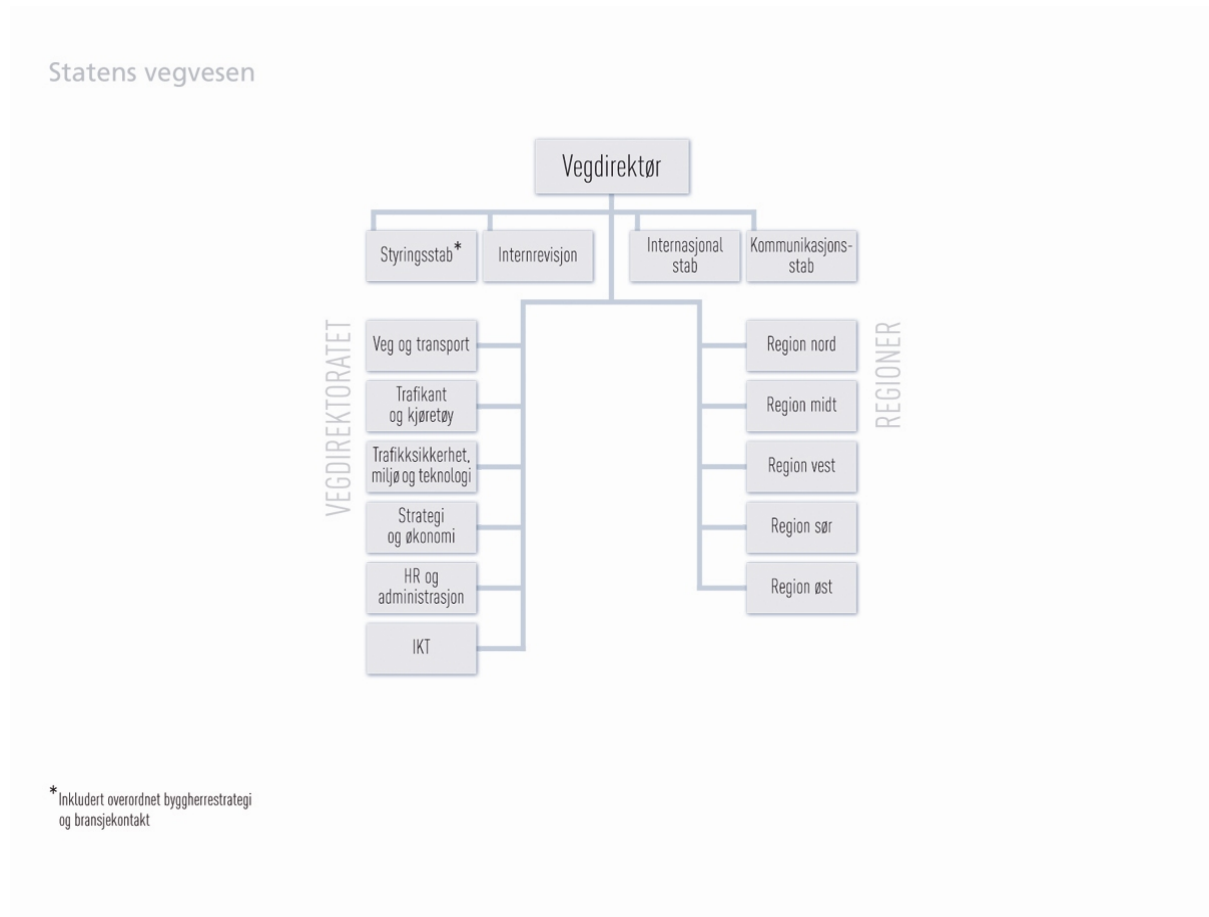 Statens vegvesen
Vegdirektør
Styringsstab*
Internrevisjon
Internasjonal
stab
Kommunikasjons-
stab
VEGDIREKTORATET
Veg og transport
Trafikant
og kjøretøy
Trafikksikkerhet,
miljø og teknologi
Strategi
og økonomi
HR og
administrasjon
IKT
REGIONER
Region nord
Region midt
Region vest
Region sør
Region øst
*Inkludert overordnet byggherrestrategi
og bransjekontakt